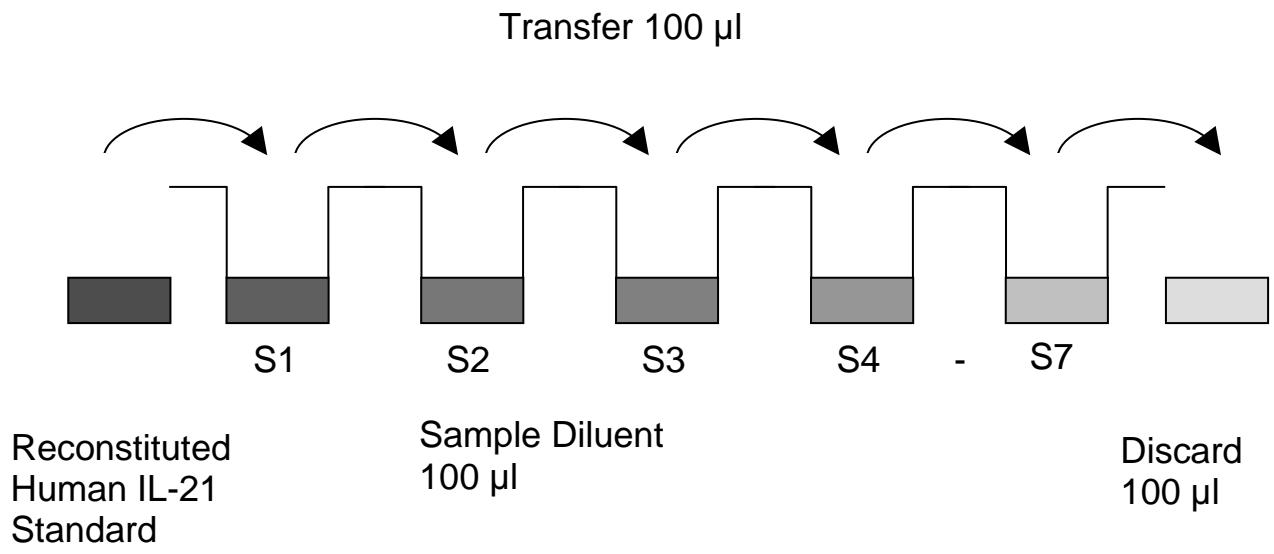 Transfer 100 µl
S1 S2 S3 S4 - S7
Reconstituted
Human IL-21
Standard
Sample Diluent
100 µl
Discard
100 µl